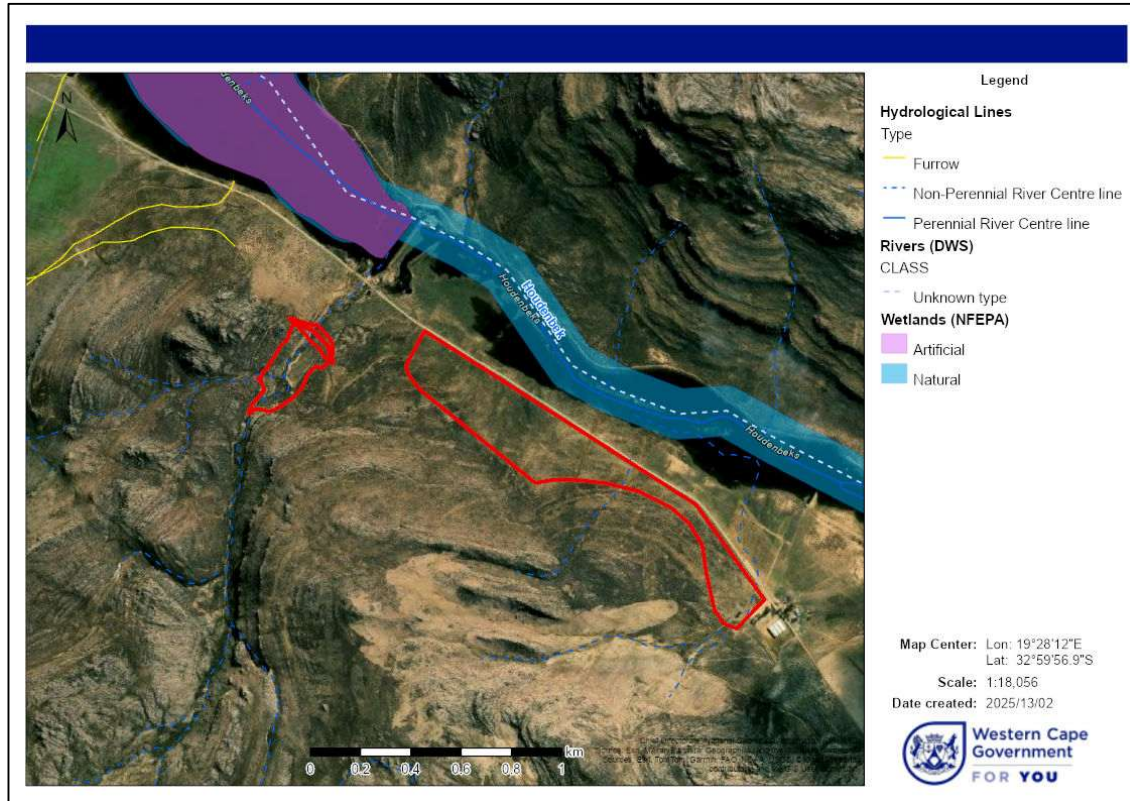 Houdenbeks
N
Houdenbek
Houdenbeks
Houdenbeks
km
0 0.2 0.4 0.6 0.8 1
Legend
Hydrological Lines
Type
Furrow
Non-Perennial River Centre line
Perennial River Centre line
Rivers (DWS)
CLASS
Unknown type
Wetlands (NFEPA)
Artificial
Natural
Map Center: Lon: 19°28'12"E
Lat: 32°59'56.9"S
Scale: 1:18,056
Date created: 2025/13/02
Western Cape
Government
FOR YOU